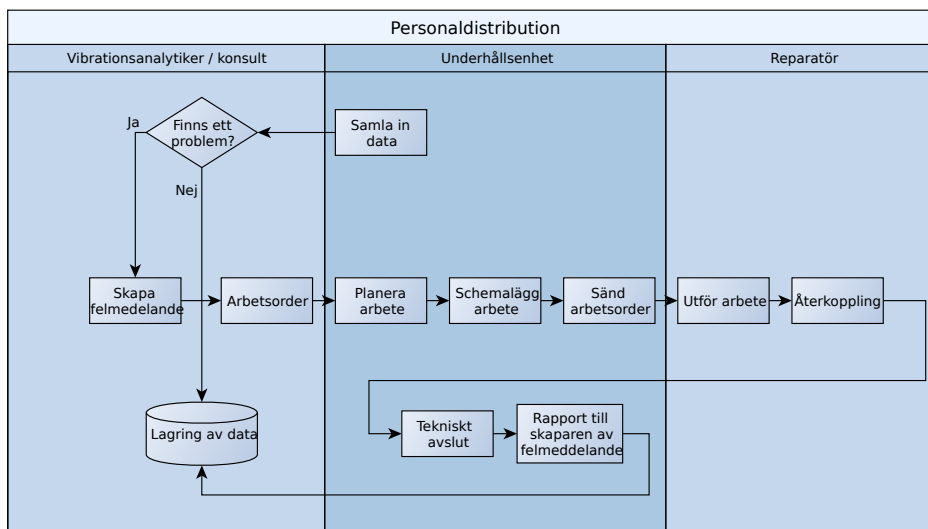 Personaldistribution
Vibrationsanalytiker / konsult
Underhållsenhet
Reparatör
Ja
Finns ett
problem?
Samla in
data
Nej
Skapa
felmedelande
Arbetsorder
Planera
arbete
Schemalägg
arbete
Sänd
arbetsorder
Utför arbete
Återkoppling
Lagring av data
Tekniskt
avslut
Rapport till
skaparen av
felmeddelande